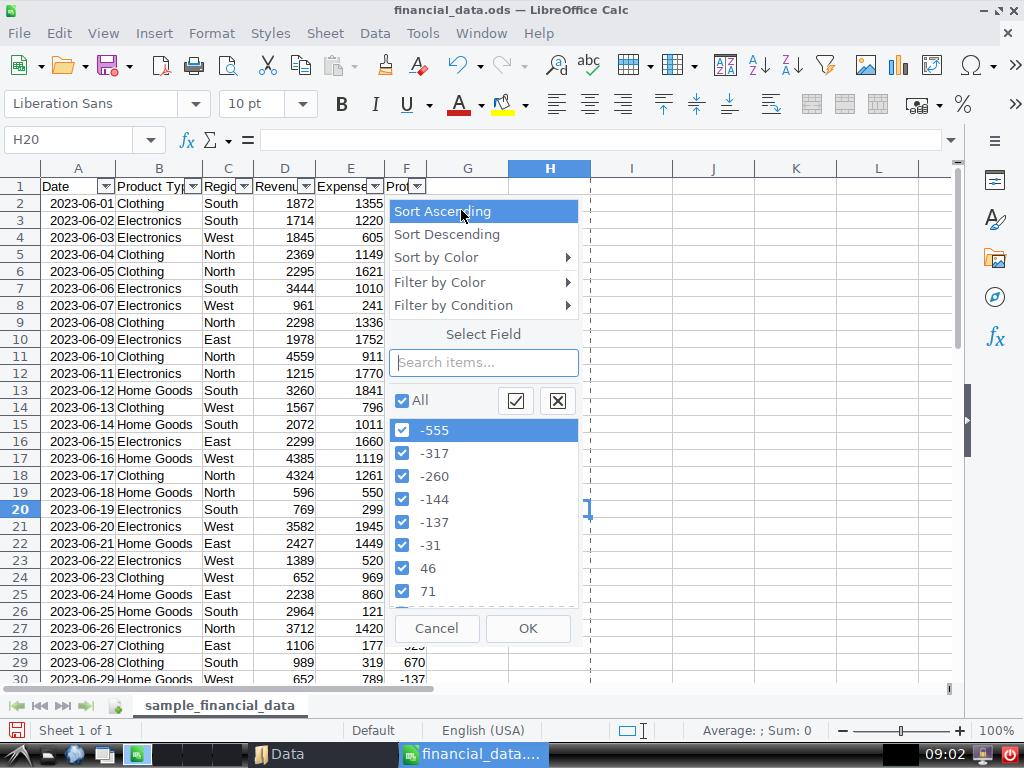 financial_data.ods — LibreOffice Calc
File Edit View Insert Format Styles Sheet Data Tools Window Help
Liberation Sans 10 pt B I U A %
H20 fx Σ =
A B C D E F G H I J K L
1 Date Product Typ Regio Revenu Expense Prof
2 2023-06-01 Clothing South 1872 1355
3 2023-06-02 Electronics South 1714 1220
4 2023-06-03 Electronics West 1845 605
5 2023-06-04 Clothing North 2369 1149
6 2023-06-05 Clothing North 2295 1621
7 2023-06-06 Electronics South 3444 1010
8 2023-06-07 Electronics West 961 241
9 2023-06-08 Clothing North 2298 1336
10 2023-06-09 Electronics East 1978 1752
11 2023-06-10 Clothing North 4559 911
12 2023-06-11 Electronics North 1215 1770
13 2023-06-12 Home Goods South 3260 1841
14 2023-06-13 Clothing West 1567 796
15 2023-06-14 Home Goods South 2072 1011
16 2023-06-15 Electronics East 2299 1660
17 2023-06-16 Home Goods West 4385 1119
18 2023-06-17 Clothing North 4324 1261
19 2023-06-18 Home Goods North 596 550
20 2023-06-19 Electronics South 769 299
21 2023-06-20 Electronics West 3582 1945
22 2023-06-21 Home Goods East 2427 1449
23 2023-06-22 Electronics West 1389 520
24 2023-06-23 Clothing West 652 969
25 2023-06-24 Home Goods East 2238 860
26 2023-06-25 Home Goods South 2964 121
27 2023-06-26 Electronics North 3712 1420
28 2023-06-27 Clothing East 1106 177
29 2023-06-28 Clothing South 989 319 670
30 2023-06-29 Home Goods West 652 789 -137
Sort Ascending
Sort Descending
Sort by Color
Filter by Color
Filter by Condition
Select Field
Search items...
All
-555
-317
-260
-144
-137
-31
46
71
Cancel OK
sample_financial_data
Sheet 1 of 1 Default English (USA) Average: ; Sum: 0 100%
Data financial_data.... 09:02